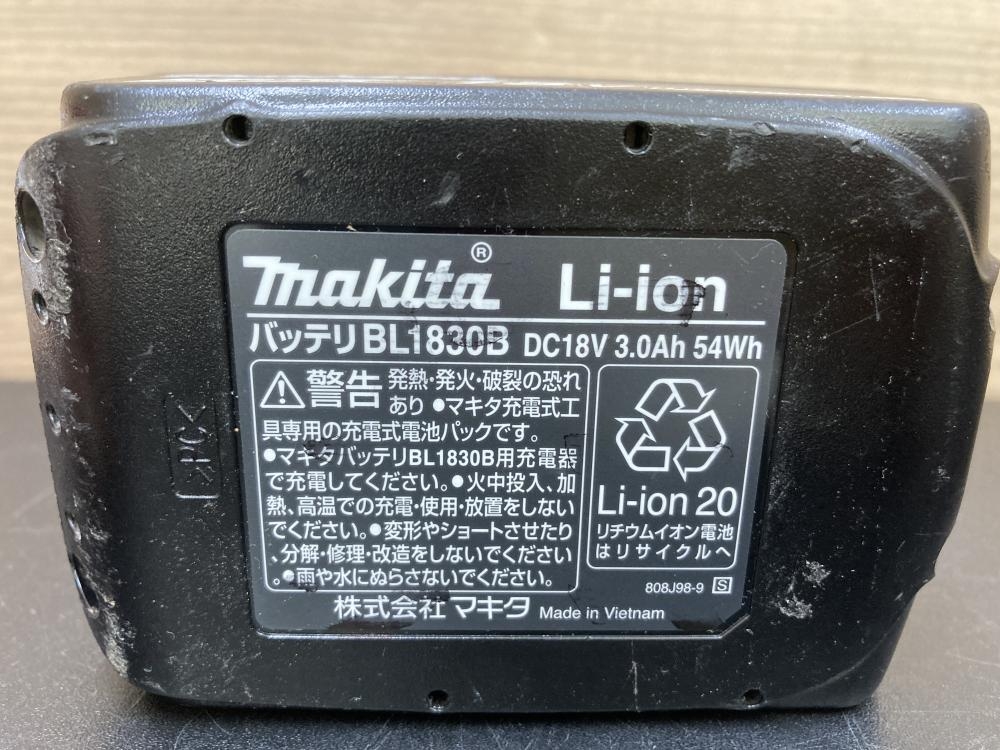 makita®
Li-ion
バッテリBL1830B DC18V 3.0Ah 54Wh
⚠警告 発熱・発火・破裂の恐れ
あり ●マキタ充電式工
具専用の充電式電池パックです。
●マキタバッテリBL1830B用充電器
で充電してください。●火中投入、加
熱、高温での充電・使用・放置をしない
でください。●変形やショートさせたり
、分解・修理・改造をしないでください
。●雨や水にぬらさないでください。
Li-ion 20
リチウムイオン電池
はリサイクルへ
808J98-9 S
株式会社 マキタ Made in Vietnam
>PC<